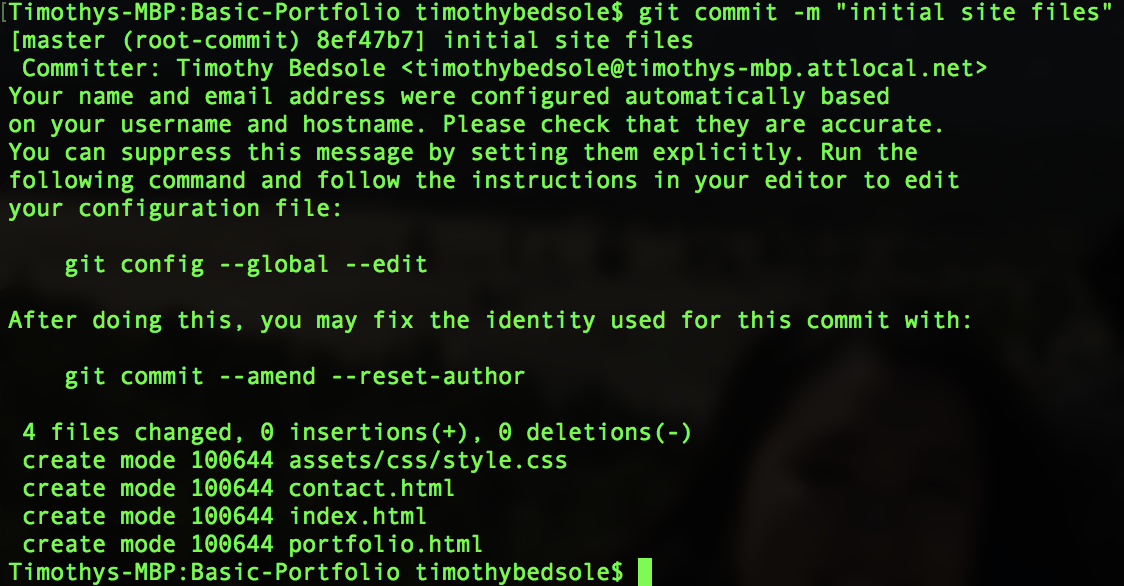 [Timothys-MBP:Basic-Portfolio timothybedsole$ git commit -m "initial site files"
[master (root-commit) 8ef47b7] initial site files
 Committer: Timothy Bedsole <timothybedsole@timothys-mbp.attlocal.net>
Your name and email address were configured automatically based
on your username and hostname. Please check that they are accurate.
You can suppress this message by setting them explicitly. Run the
following command and follow the instructions in your editor to edit
your configuration file:

    git config --global --edit

After doing this, you may fix the identity used for this commit with:

    git commit --amend --reset-author

 4 files changed, 0 insertions(+), 0 deletions(-)
 create mode 100644 assets/css/style.css
 create mode 100644 contact.html
 create mode 100644 index.html
 create mode 100644 portfolio.html
Timothys-MBP:Basic-Portfolio timothybedsole$